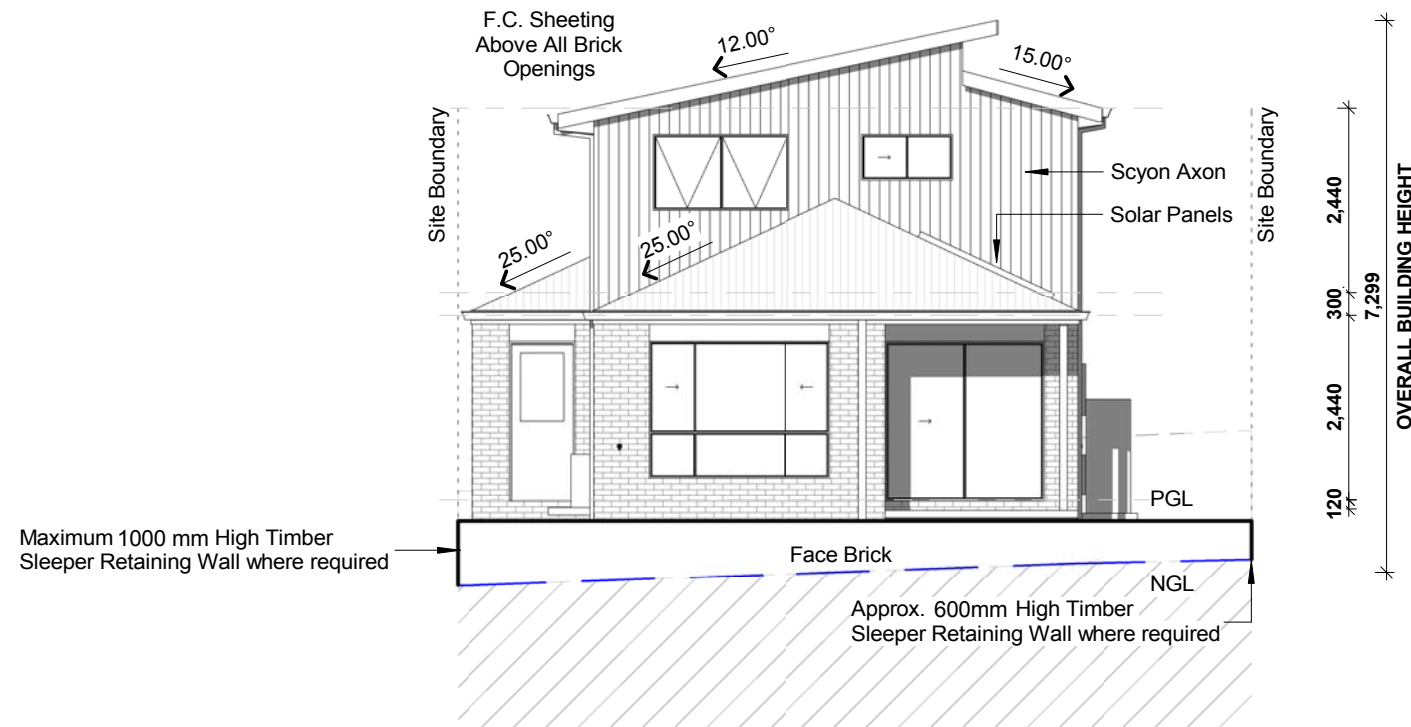 F.C. Sheeting
Above All Brick
Openings
12.00°
15.00°
Site Boundary
Site Boundary
Scyon Axon
Solar Panels
25.00°
25.00°
2,440
300
2,440
120
7,299
OVERALL BUILDING HEIGHT
PGL
Maximum 1000 mm High Timber
Sleeper Retaining Wall where required
Face Brick
NGL
Approx. 600mm High Timber
Sleeper Retaining Wall where required